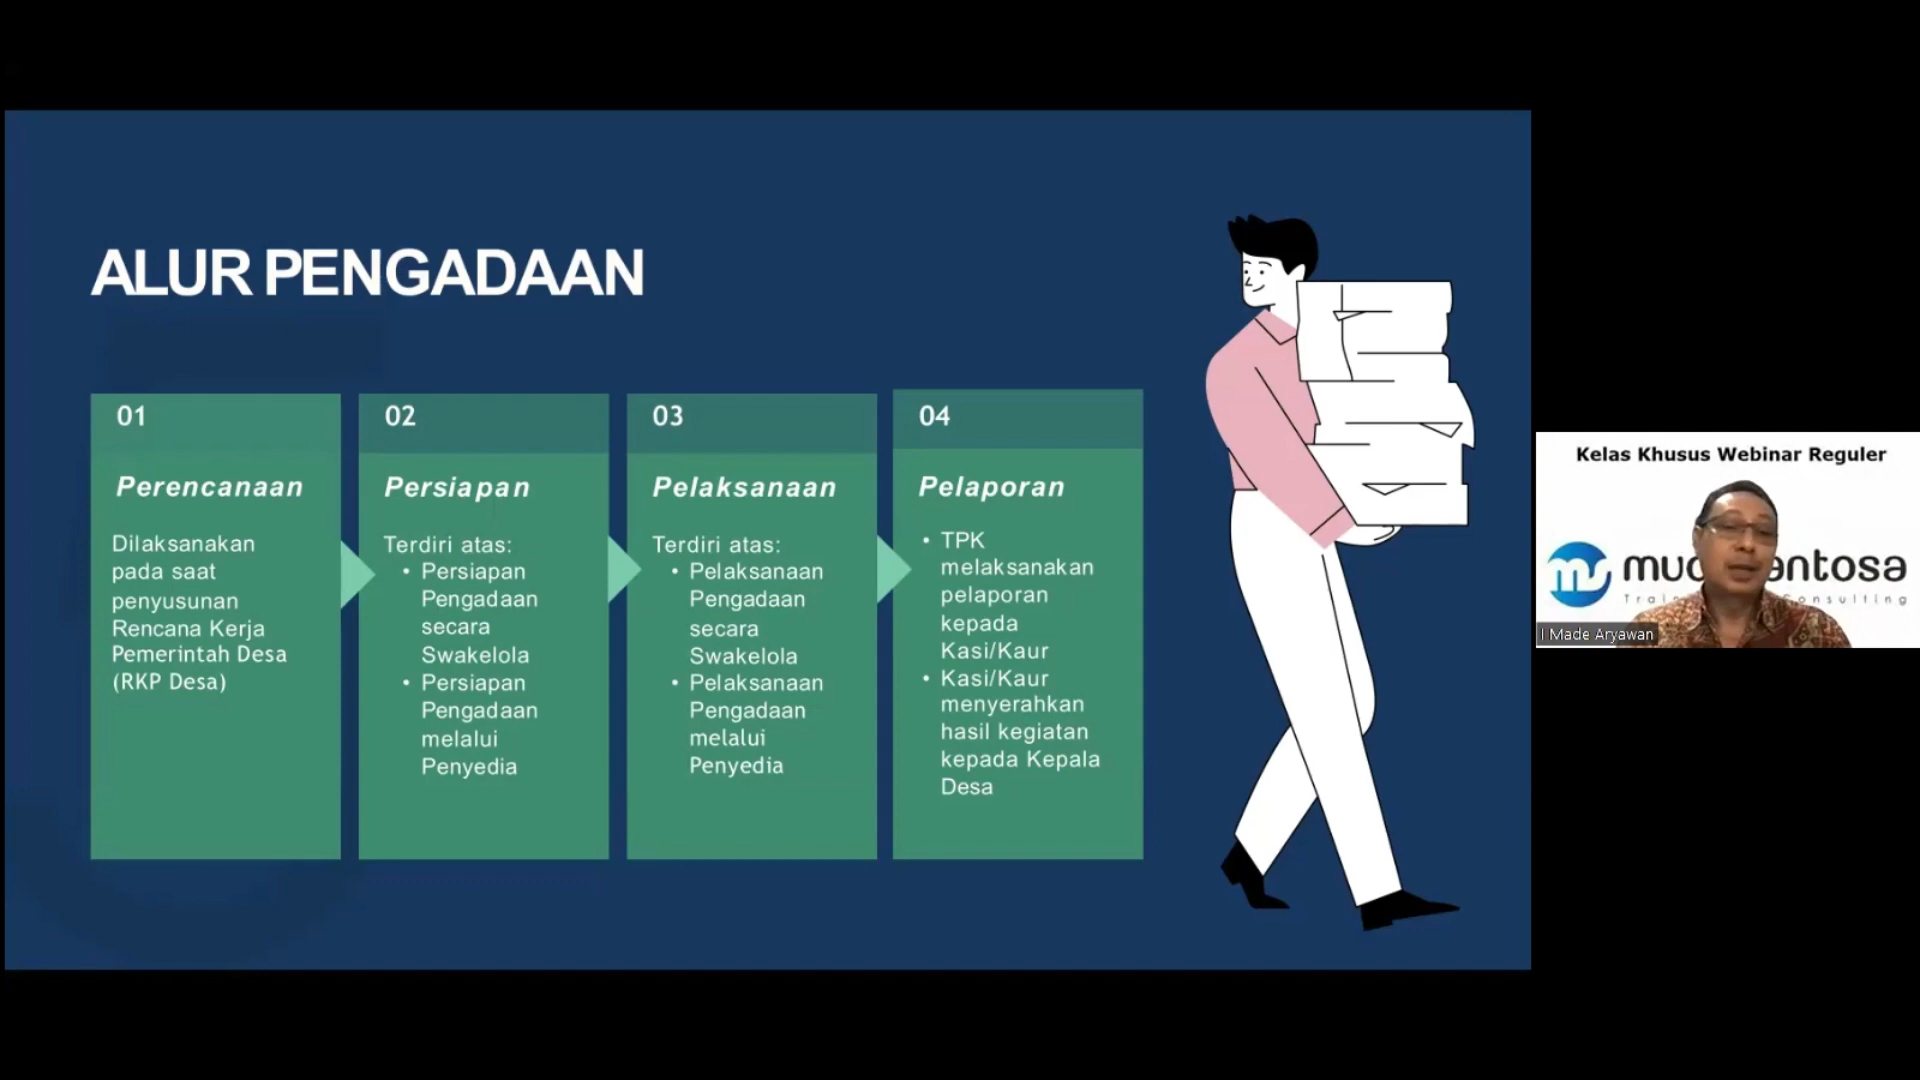 ALUR PENGADAAN
01
Perencanaan
Dilaksanakan
pada saat
penyusunan
Rencana Kerja
Pemerintah Desa
(RKP Desa)
02
Persiapan
Terdiri atas:
• Persiapan
Pengadaan
secara
Swakelola
• Persiapan
Pengadaan
melalui
Penyedia
03
Pelaksanaan
Terdiri atas:
• Pelaksanaan
Pengadaan
secara
Swakelola
• Pelaksanaan
Pengadaan
melalui
Penyedia
04
Pelaporan
• TPK
melaksanakan
pelaporan
kepada
Kasi/Kaur
• Kasi/Kaur
menyerahkan
hasil kegiatan
kepada Kepala
Desa
Kelas Khusus Webinar Reguler
I Made Aryawan